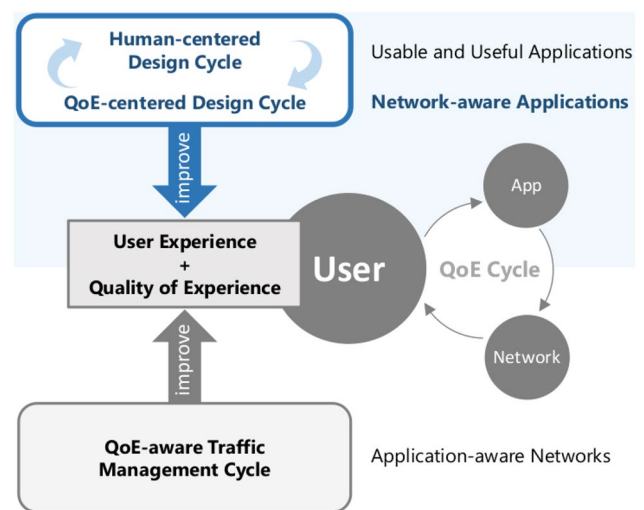 Human-centered
Design Cycle
QoE-centered Design Cycle
Usable and Useful Applications
Network-aware Applications
improve
User Experience
+
Quality of Experience
User
App
QoE Cycle
Network
improve
QoE-aware Traffic
Management Cycle
Application-aware Networks